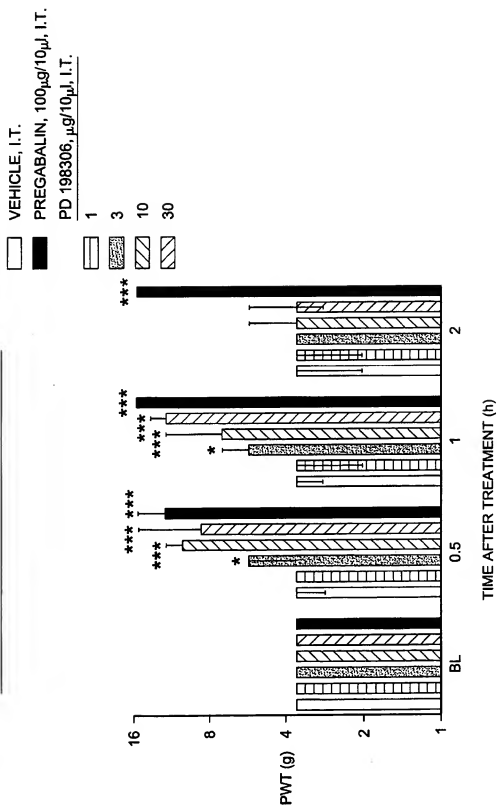 VEHICLE, I.T.
PREGABALIN, 100µg/10µl, I.T.
PD 198306, µg/10µl, I.T.
1
3
10
30
PWT (g)
16
8
4
2
1
* *** *** ***
* *** *** ***
***
BL 0.5 1 2
TIME AFTER TREATMENT (h)